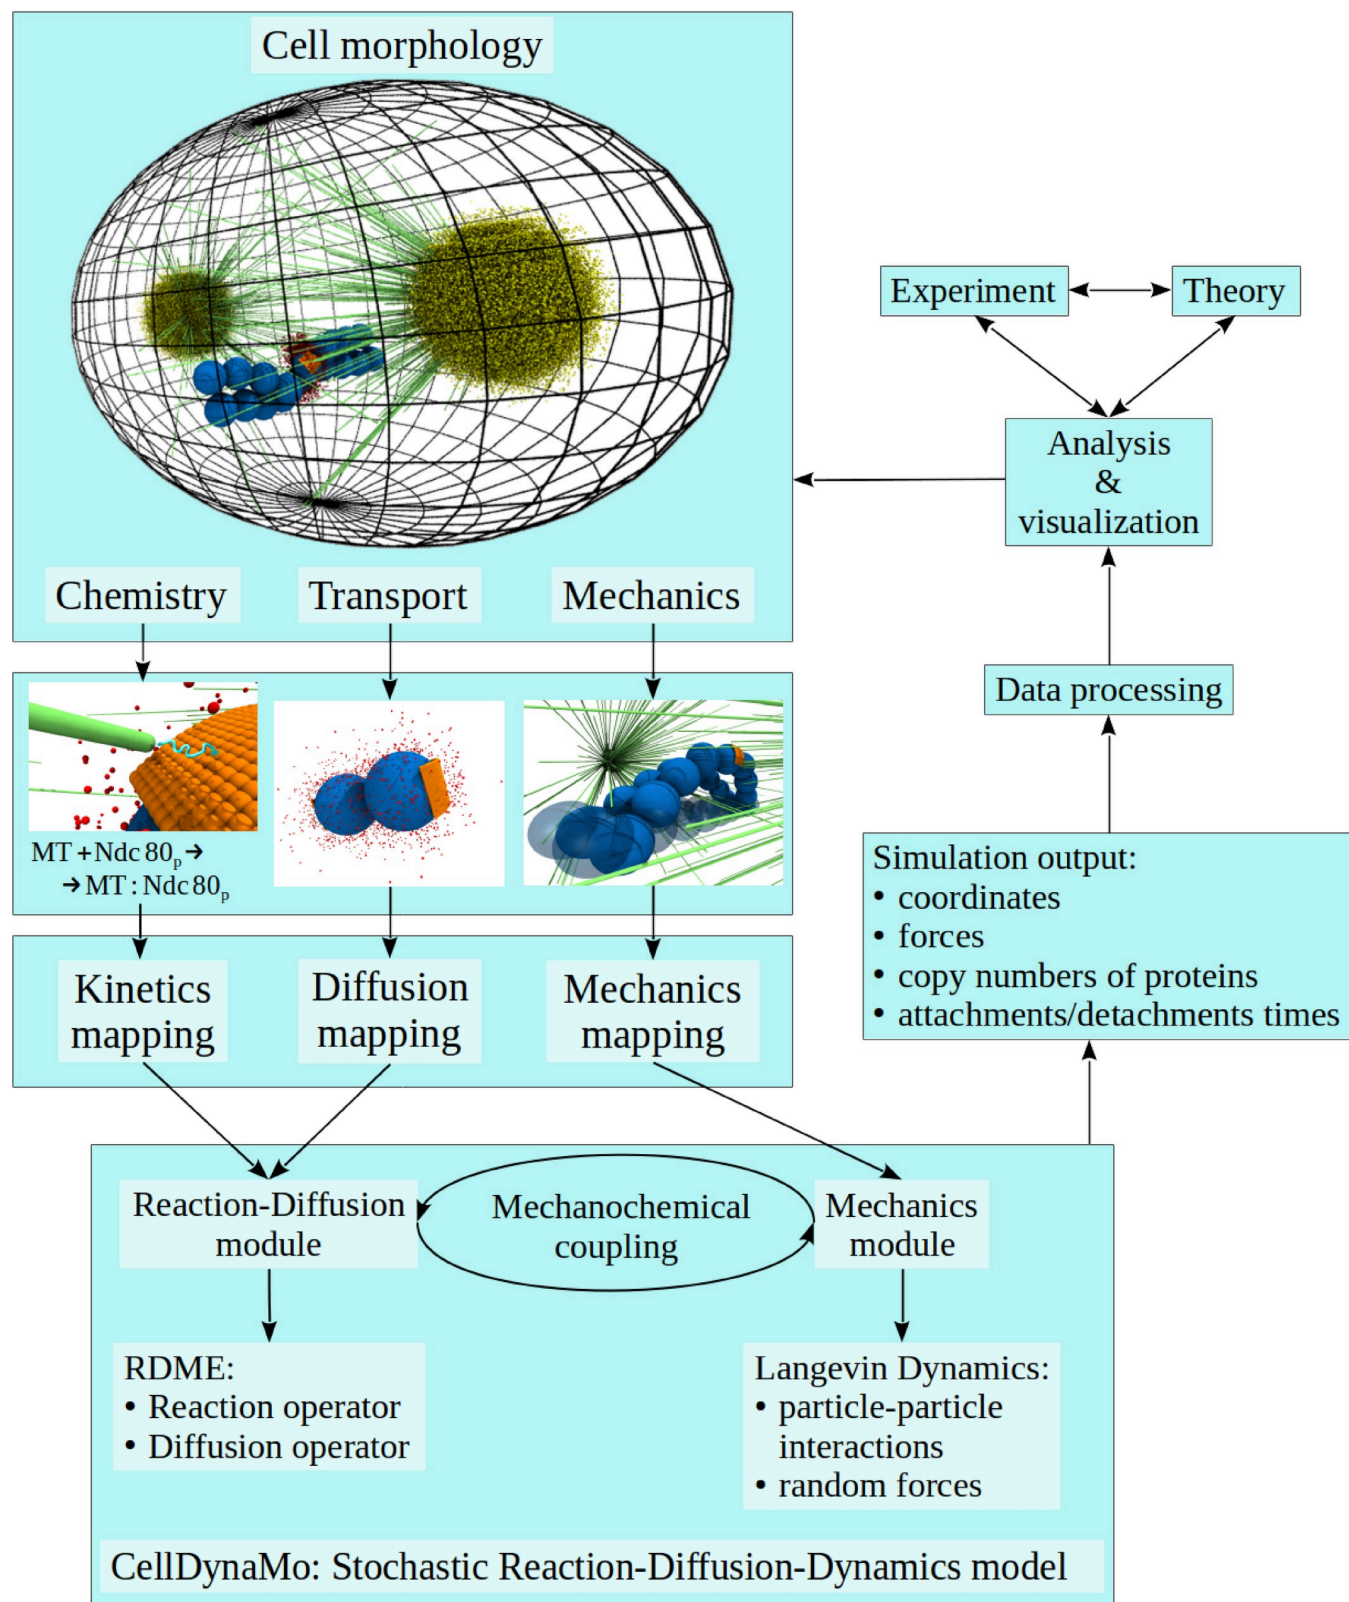 Cell morphology
Chemistry
Transport
Mechanics
MT + Ndc 80p →
→ MT : Ndc 80p
Kinetics
mapping
Diffusion
mapping
Mechanics
mapping
Reaction-Diffusion
module
Mechanochemical
coupling
Mechanics
module
RDME:
• Reaction operator
• Diffusion operator
Langevin Dynamics:
• particle-particle
interactions
• random forces
CellDynaMo: Stochastic Reaction-Diffusion-Dynamics model
Simulation output:
• coordinates
• forces
• copy numbers of proteins
• attachments/detachments times
Data processing
Analysis
&
visualization
Experiment
Theory